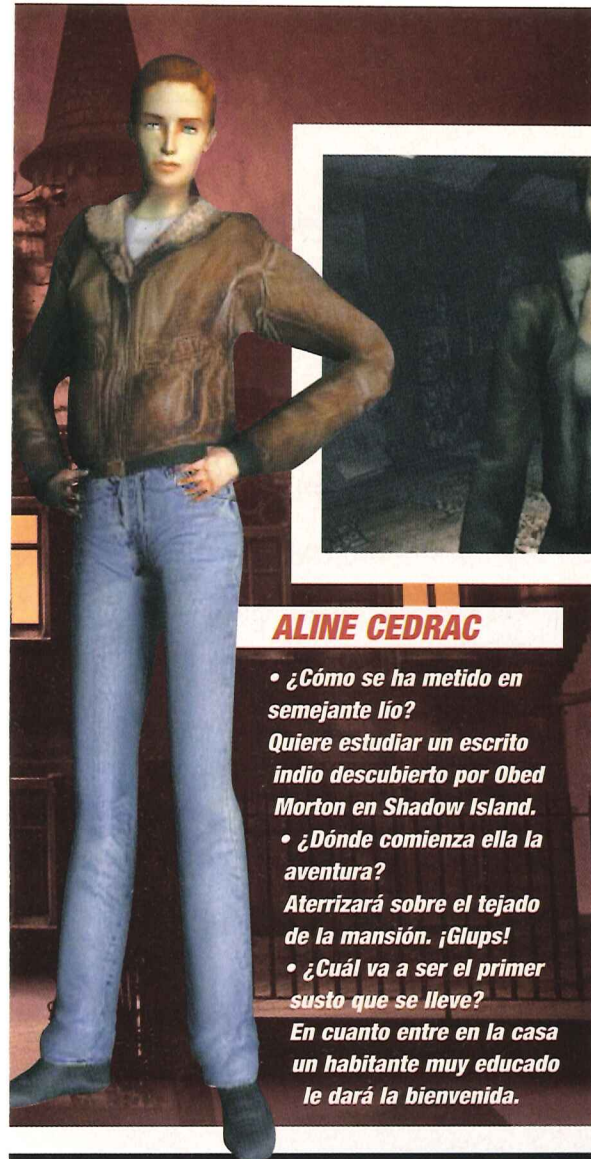 ALINE CEDRAC
• ¿Cómo se ha metido en
semejante lío?
Quiere estudiar un escrito
indio descubierto por Obed
Morton en Shadow Island.
• ¿Dónde comienza ella la
aventura?
Aterrizará sobre el tejado
de la mansión. ¡Glups!
• ¿Cuál va a ser el primer
susto que se lleve?
En cuanto entre en la casa
un habitante muy educado
le dará la bienvenida.